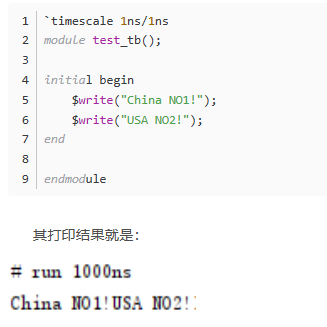 1 `timescale 1ns/1ns
2 module test_tb();
3
4 initial begin
5 $write("China NO1!");
6 $write("USA NO2!");
7 end
8
9 endmodule
其打印结果就是：
# run 1000ns
China NO1!USA NO2!